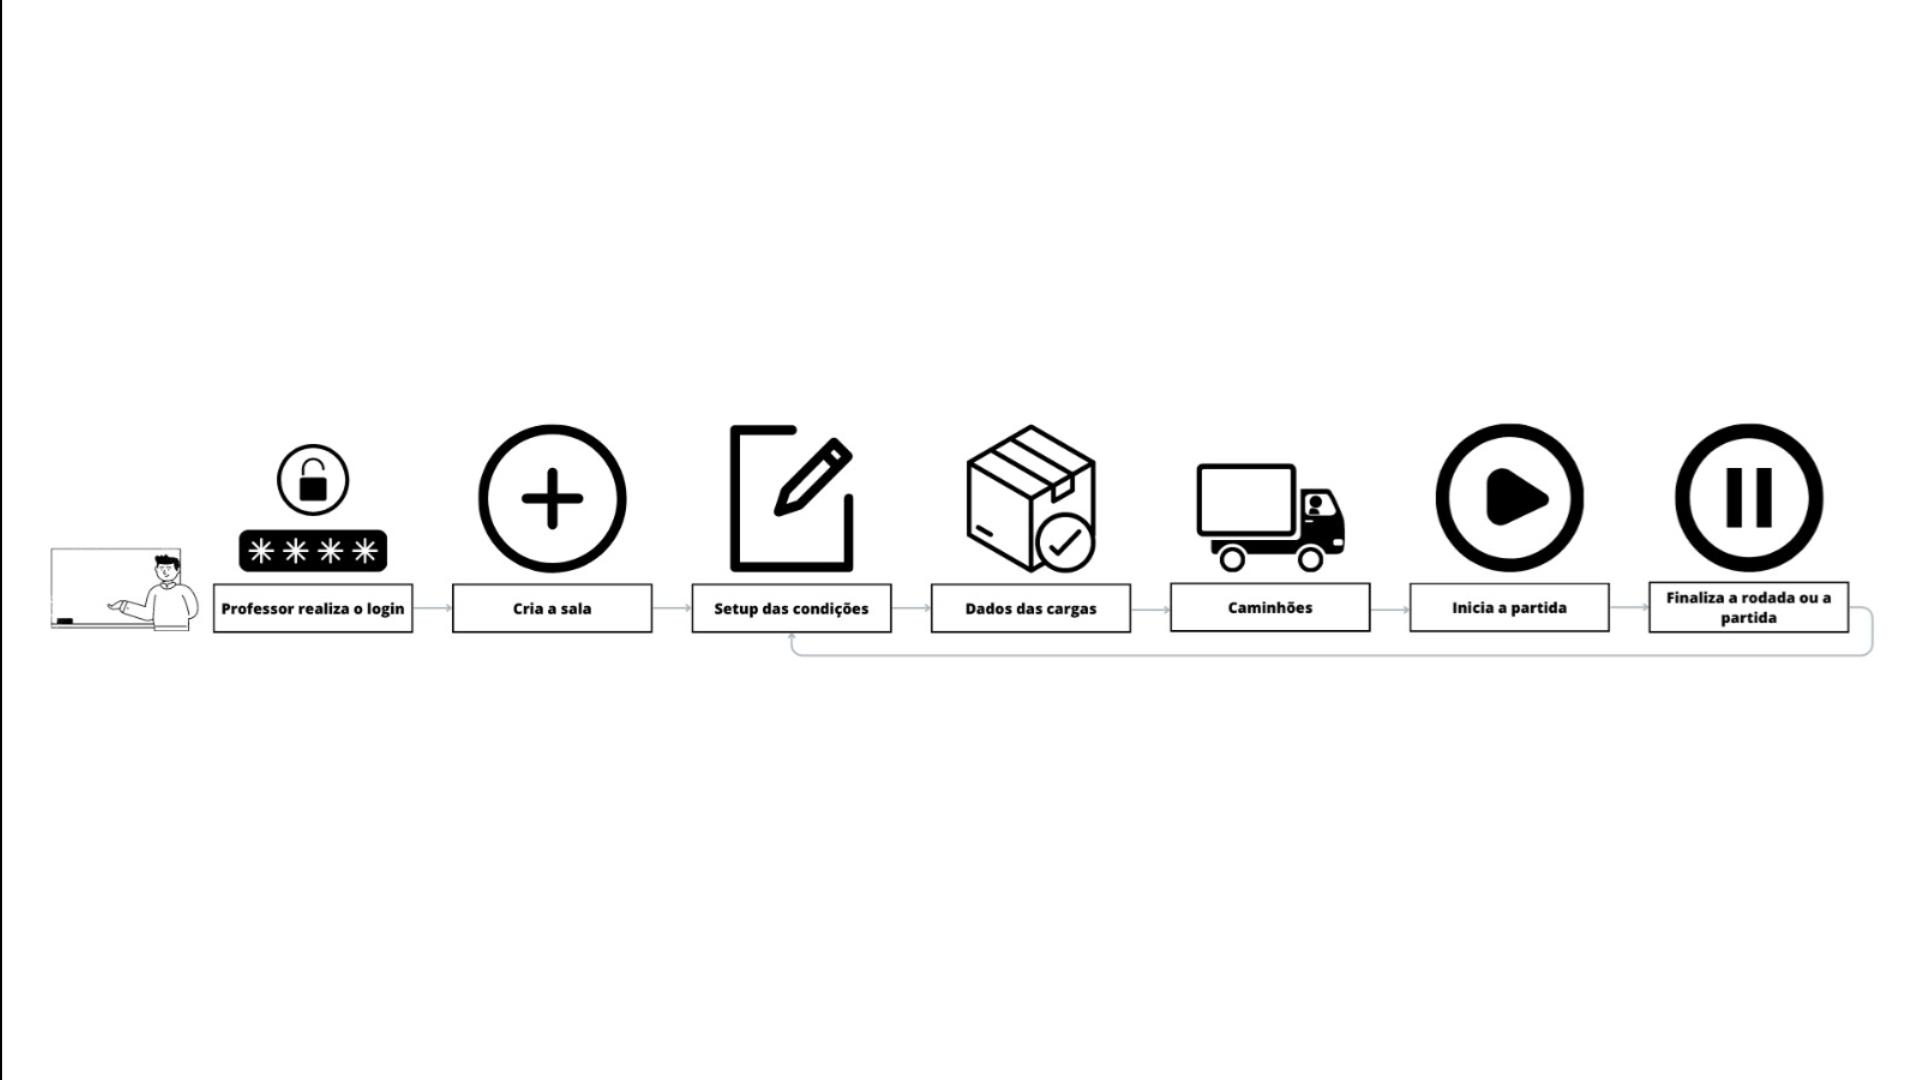 ****
Professor realiza o login
Cria a sala
Setup das condições
Dados das cargas
Caminhões
Inicia a partida
Finaliza a rodada ou a
partida